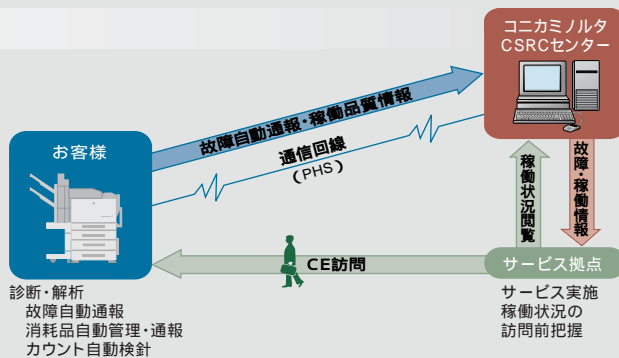 コニカミノルタ
CSRCセンター
故障自動通報・稼働品質情報
通信回線
(PHS)
お客様
稼働状況閲覧
故障・稼働情報
CE訪問
サービス拠点
診断・解析
故障自動通報
消耗品自動管理・通報
カウント自動検針
サービス実施
稼働状況の
訪問前把握